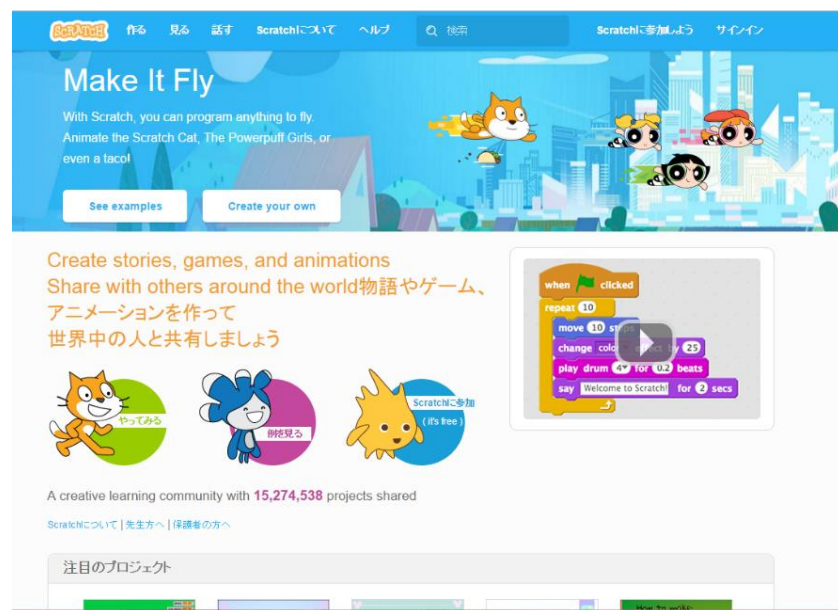 SCRATCH 作る 見る 話す Scratchについて ヘルプ 検索 Scratchに参加しよう サインイン
Make It Fly
With Scratch, you can program anything to fly.
Animate the Scratch Cat, The Powerpuff Girls, or
even a taco!
See examples Create your own
Create stories, games, and animations
Share with others around the world物語やゲーム、
アニメーションを作って
世界中の人と共有しましょう
when clicked
repeat 10
move 10 steps
change color effect by 25
play drum 4 for 0.2 beats
say Welcome to Scratch! for 2 secs
やってみる
例を見る
Scratchに参加
( it's free )
A creative learning community with 15,274,538 projects shared
Scratchについて | 先生方へ | 保護者の方へ
注目のプロジェクト
How to make: